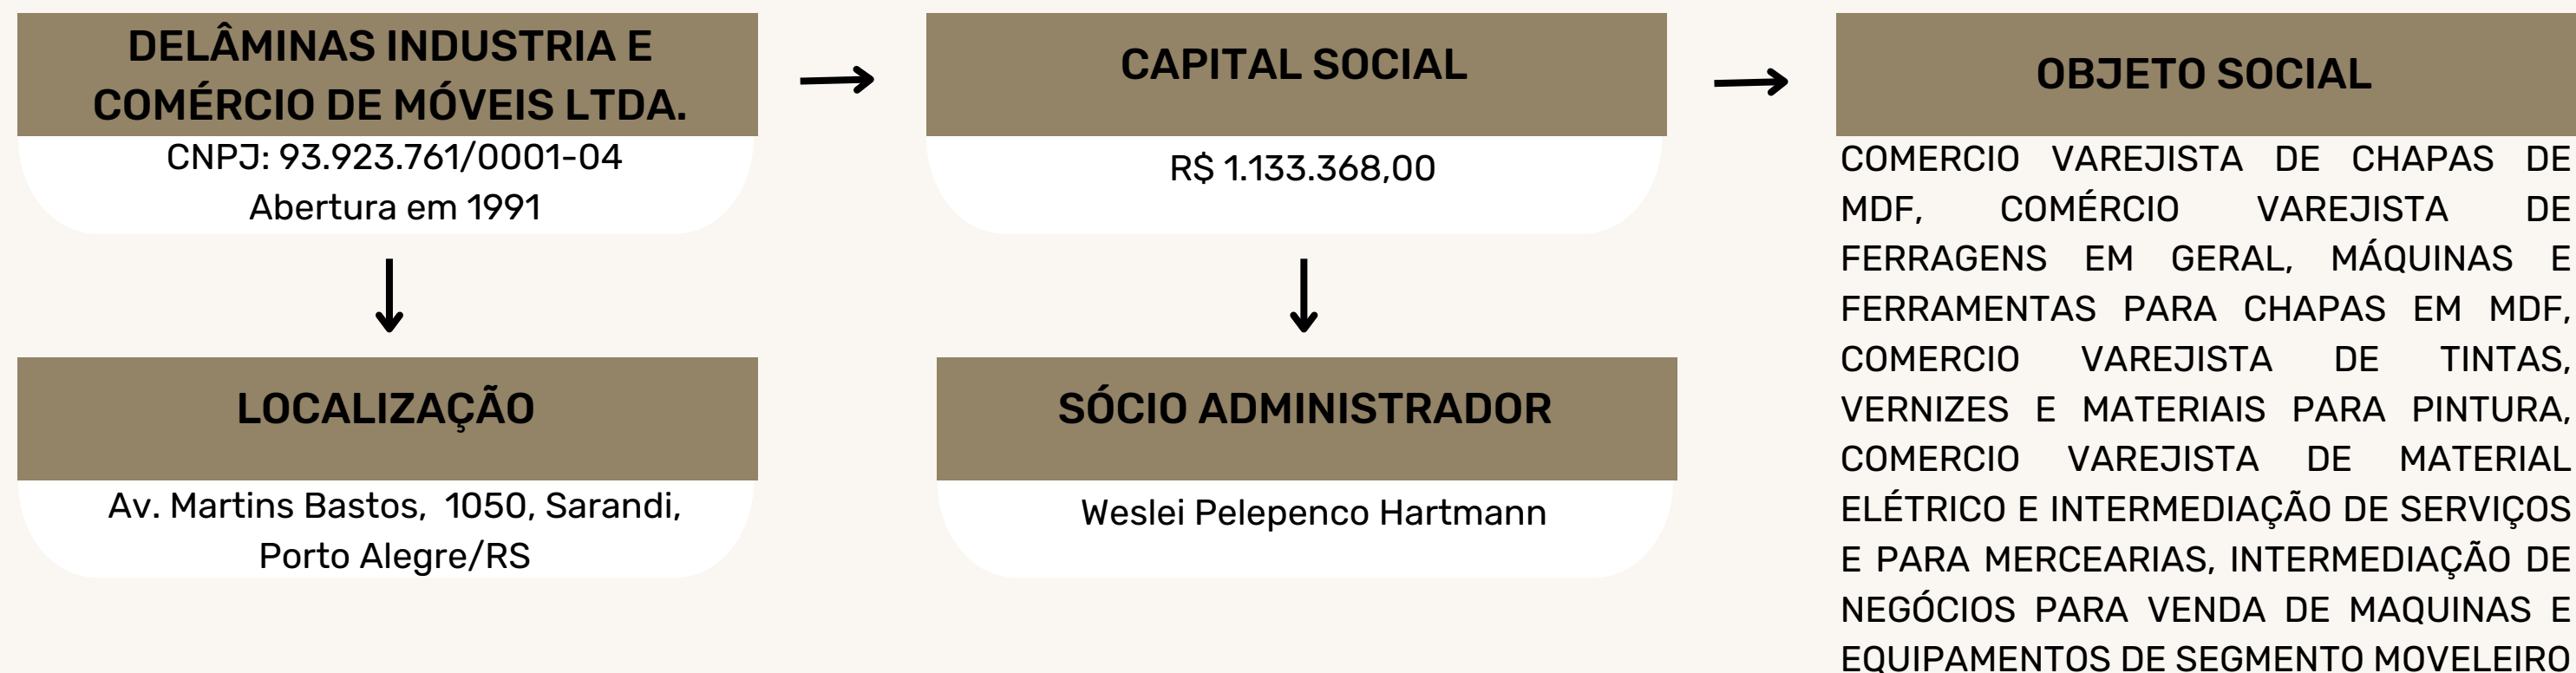 DELÂMINAS INDUSTRIA E
COMÉRCIO DE MÓVEIS LTDA.
CNPJ: 93.923.761/0001-04
Abertura em 1991
LOCALIZAÇÃO
Av. Martins Bastos, 1050, Sarandi,
Porto Alegre/RS
CAPITAL SOCIAL
R$ 1.133.368,00
SÓCIO ADMINISTRADOR
Weslei Pelepenco Hartmann
OBJETO SOCIAL
COMERCIO VAREJISTA DE CHAPAS DE
MDF, COMÉRCIO VAREJISTA DE
FERRAGENS EM GERAL, MÁQUINAS E
FERRAMENTAS PARA CHAPAS EM MDF,
COMERCIO VAREJISTA DE TINTAS,
VERNIZES E MATERIAIS PARA PINTURA,
COMERCIO VAREJISTA DE MATERIAL
ELÉTRICO E INTERMEDIAÇÃO DE SERVIÇOS
E PARA MERCEARIAS, INTERMEDIAÇÃO DE
NEGÓCIOS PARA VENDA DE MAQUINAS E
EQUIPAMENTOS DE SEGMENTO MOVELEIRO